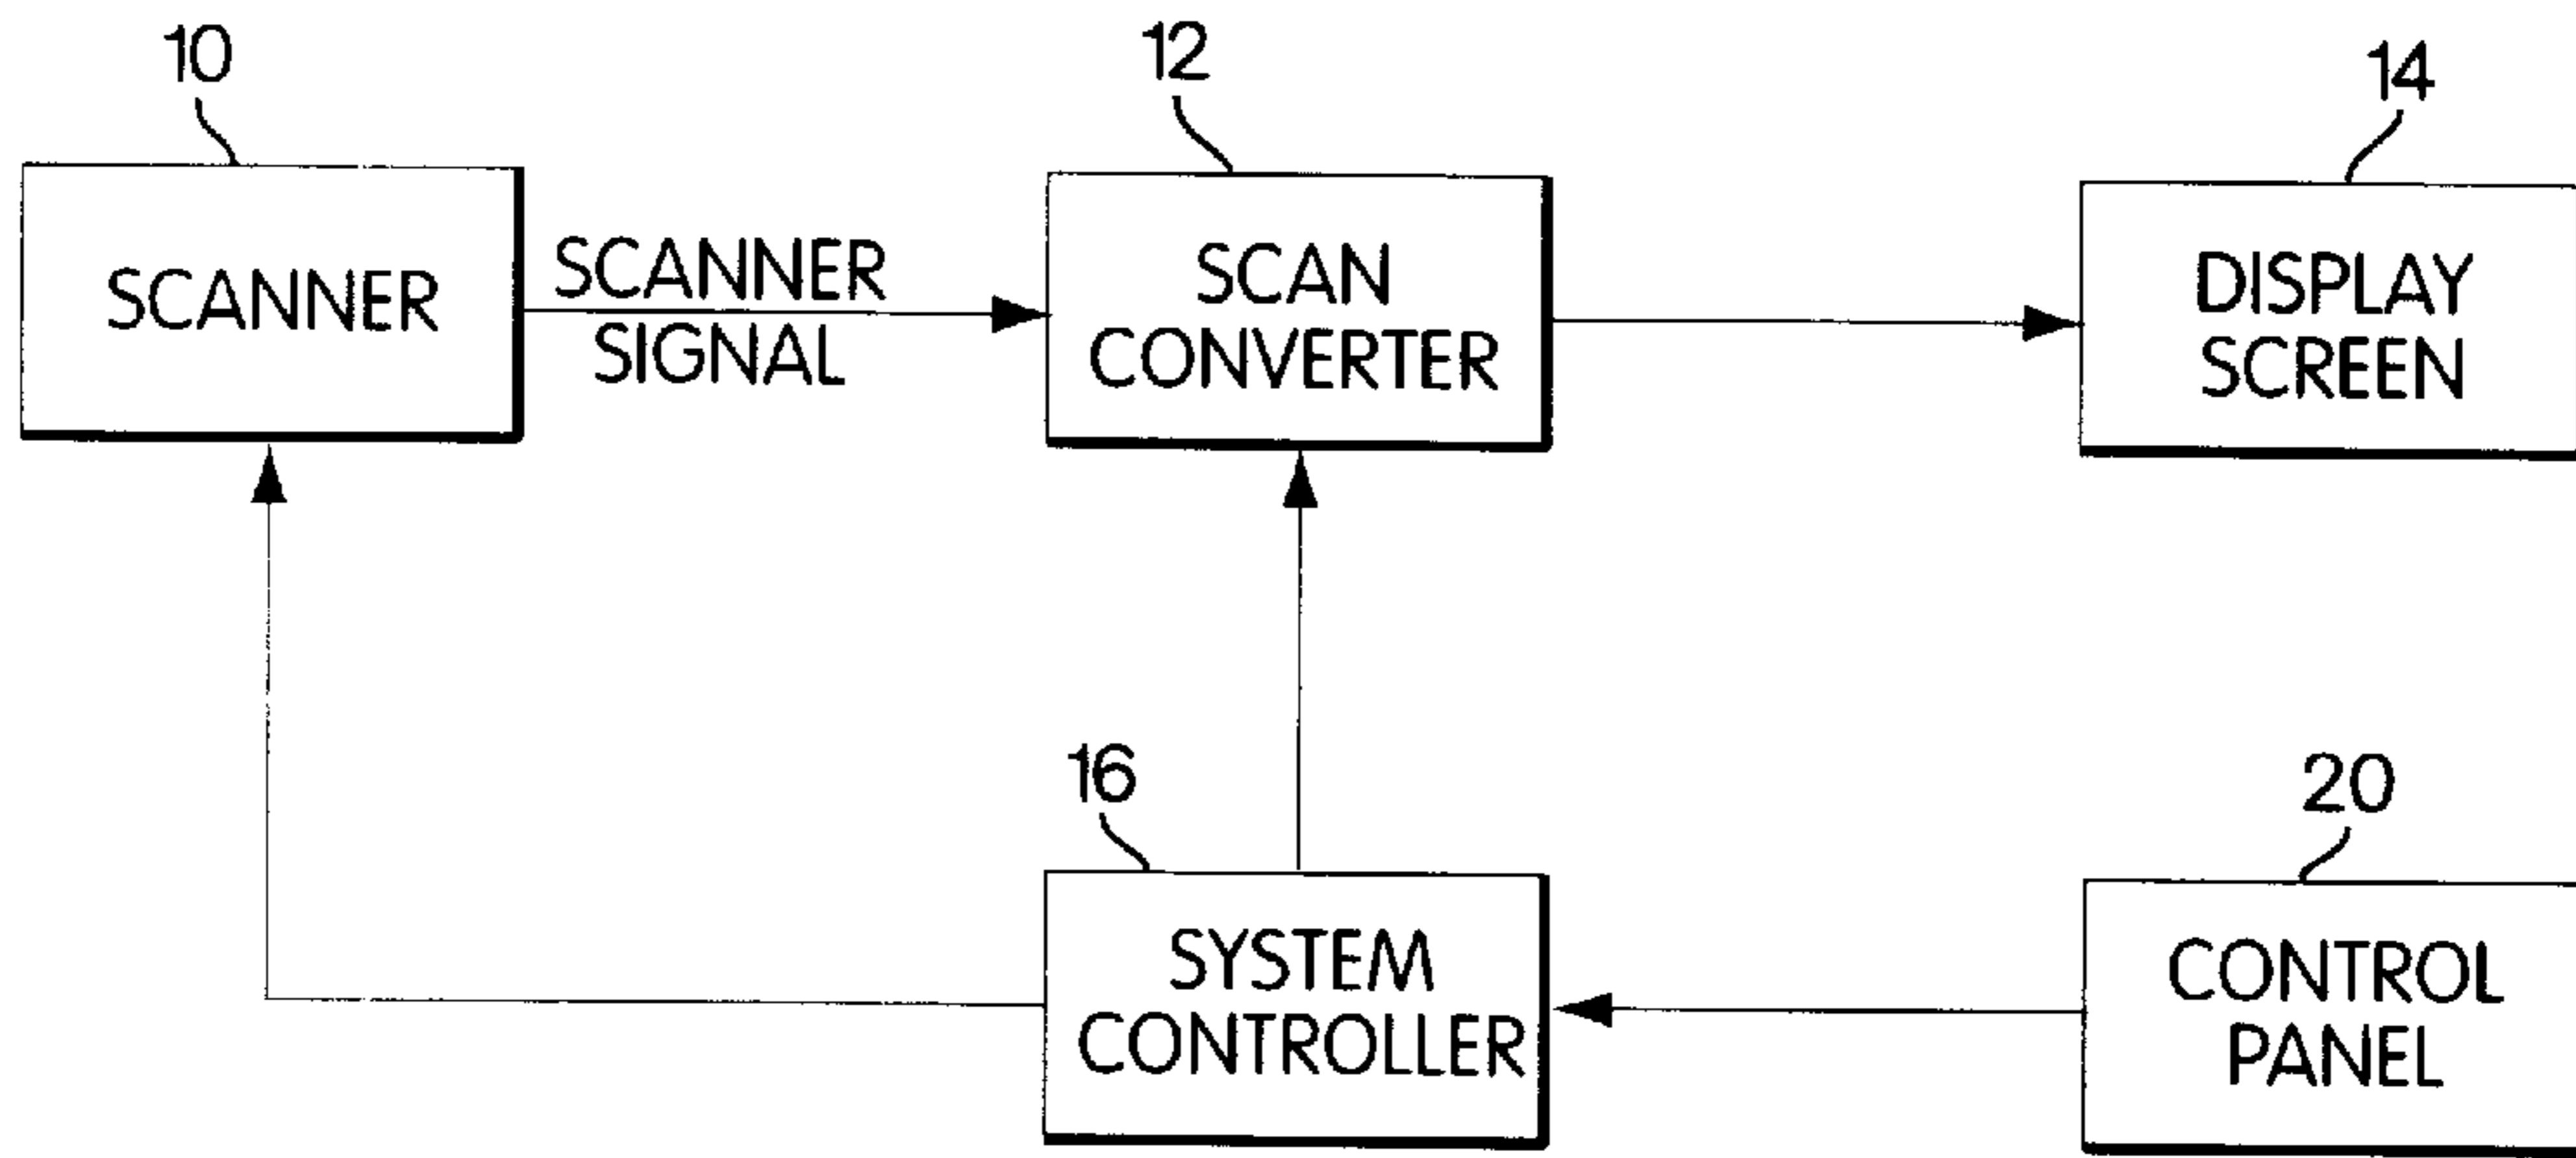 10
12
14
SCANNER
SCANNER
SIGNAL
SCAN
CONVERTER
DISPLAY
SCREEN
16
20
SYSTEM
CONTROLLER
CONTROL
PANEL